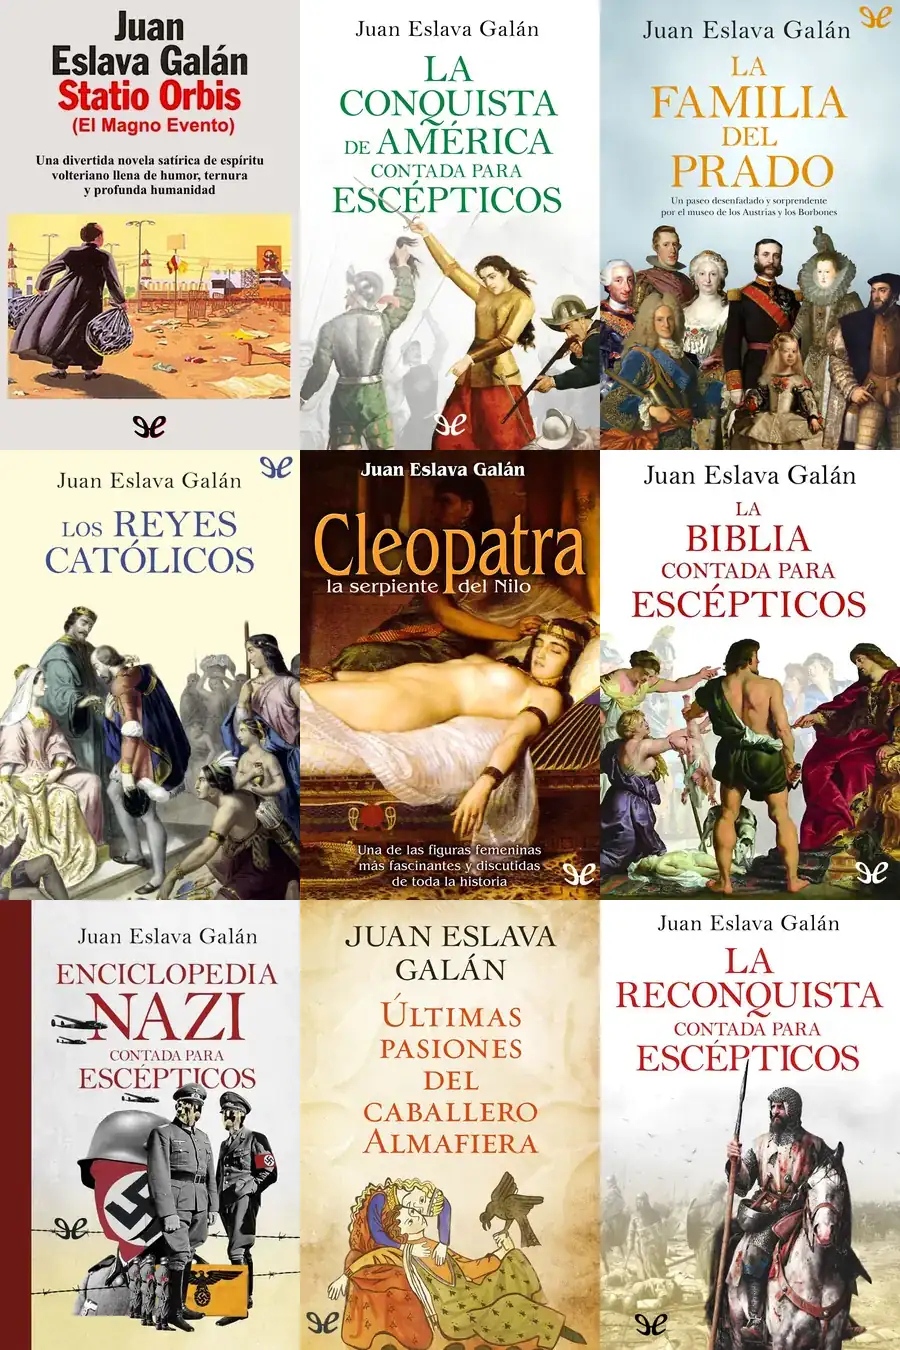 Juan
Eslava Galán
Statio Orbis
(El Magno Evento)
Una divertida novela satírica de espíritu
volteriano llena de humor, ternura
y profunda humanidad
Juan Eslava Galán
LA
CONQUISTA
DE AMÉRICA
CONTADA PARA
ESCÉPTICOS
Juan Eslava Galán
LA
FAMILIA
DEL
PRADO
Un paseo desenfadado y sorprendente
por el museo de los Austrias y los Borbones
Juan Eslava Galán
LOS REYES
CATÓLICOS
Juan Eslava Galán
Cleopatra
la serpiente del Nilo
Una de las figuras femeninas
más fascinantes y discutidas
de toda la historia
Juan Eslava Galán
LA
BIBLIA
CONTADA PARA
ESCÉPTICOS
Juan Eslava Galán
ENCICLOPEDIA
NAZI
CONTADA PARA
ESCÉPTICOS
JUAN ESLAVA
GALÁN
ÚLTIMAS
PASIONES
DEL
CABALLERO
ALMAFIERA
Juan Eslava Galán
LA
RECONQUISTA
CONTADA PARA
ESCÉPTICOS